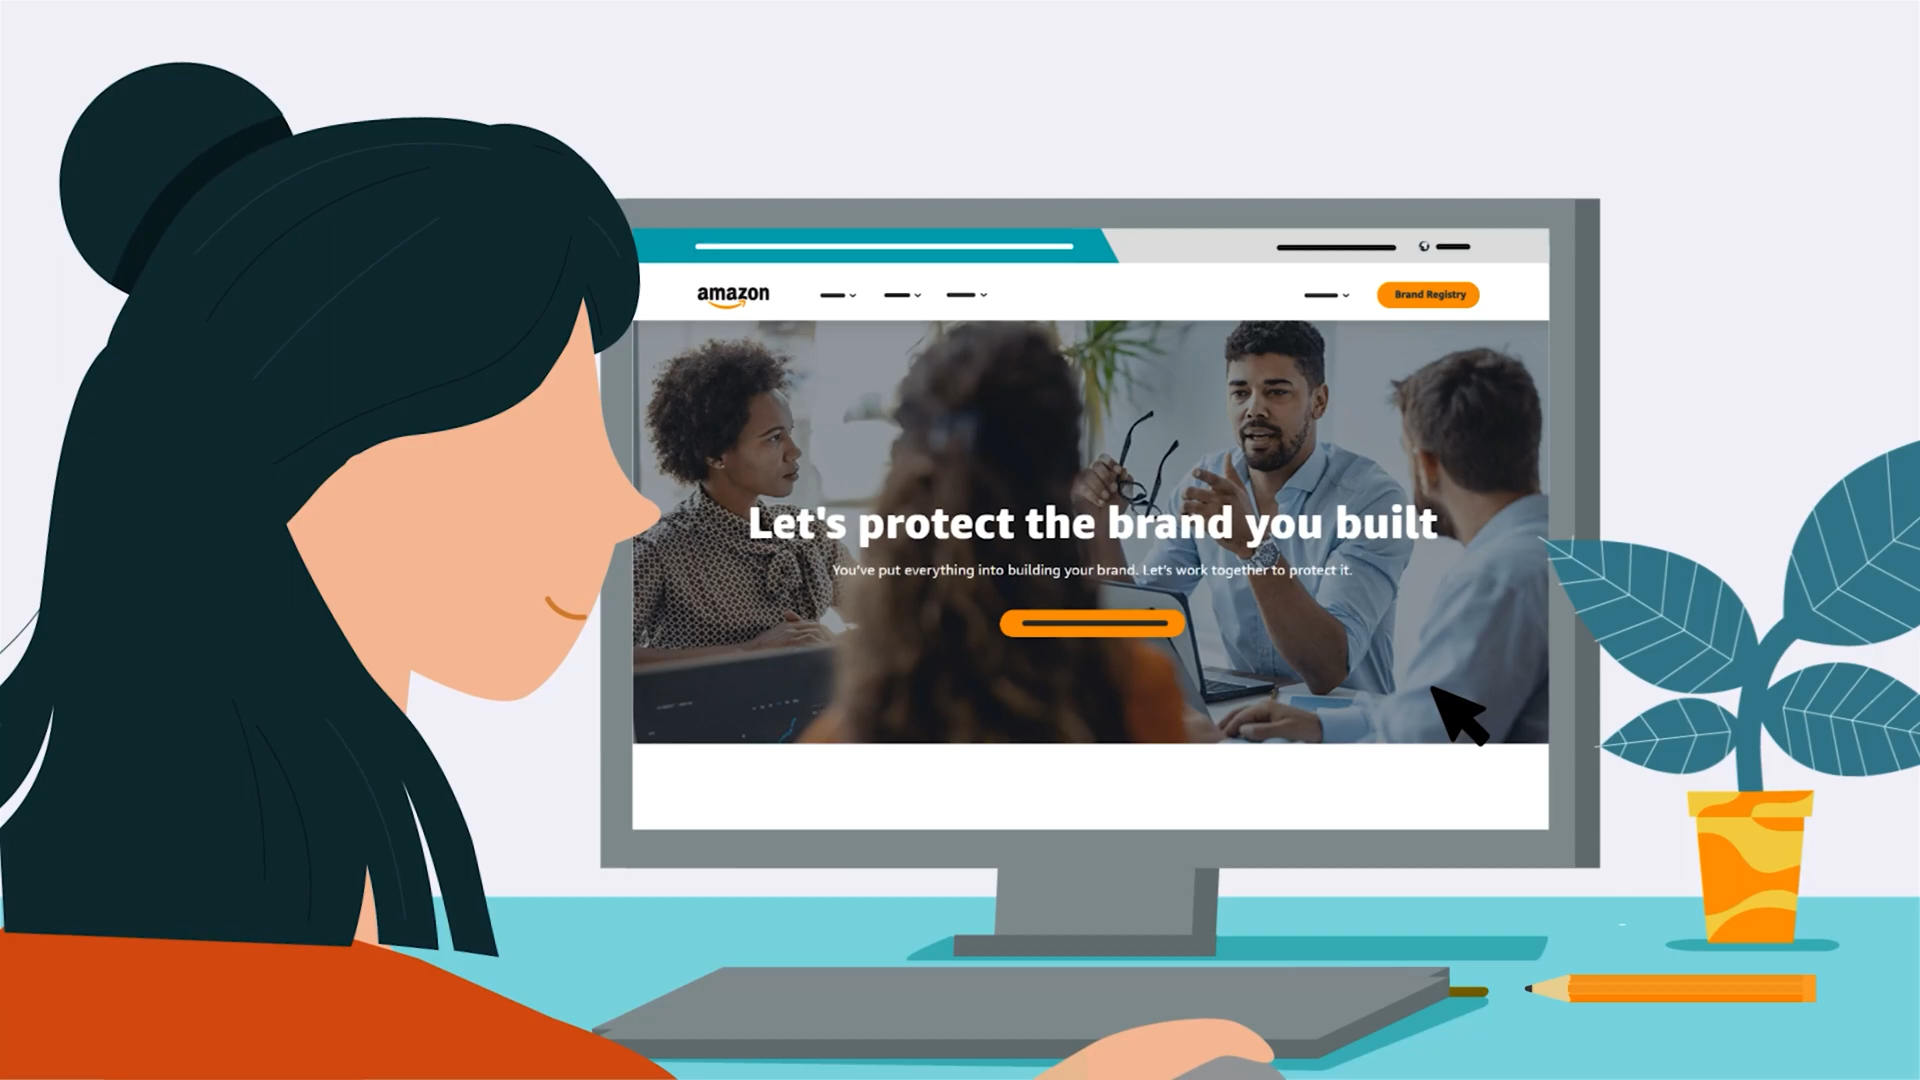 amazon
Brand Registry
Let's protect the brand you built
You've put everything into building your brand. Let's work together to protect it.